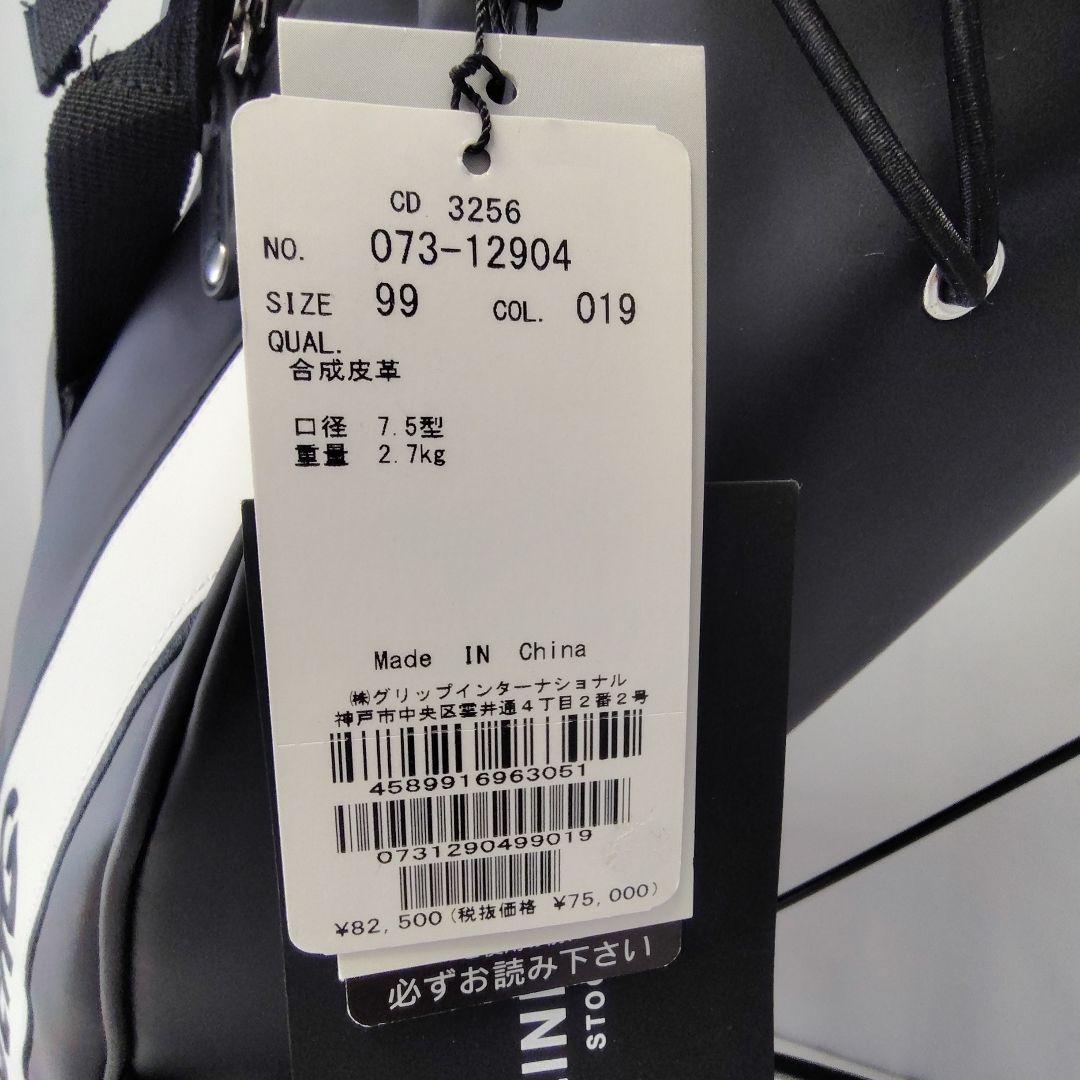 CD 3256
NO. 073-12904
SIZE 99 COL. 019
QUAL.
合成皮革
口径 7.5型
重量 2.7kg
Made IN China
㈱グリップインターナショナル
神戸市中央区雲井通4丁目2番2号
4589916963051
0731290499019
¥82,500(税抜価格 ¥75,000)
必ずお読み下さい